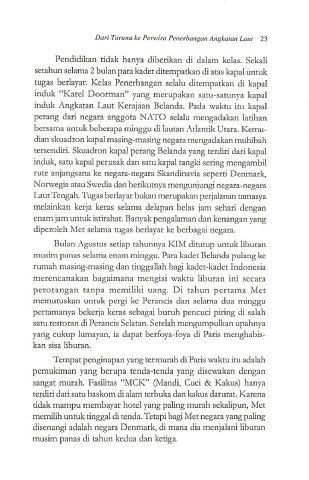 Dari Taruna ke Perwira Penerbangan Angkatan Laut 23
Pendidikan tidak hanya diberikan di dalam kelas. Sekali
setahun selama 2 bulan para kadet ditempatkan di atas kapal untuk
tugas berlayar. Kelas Penerbangan selalu ditempatkan di kapal
induk “Karel Doorman” yang merupakan satu-satunya kapal
induk Angkatan Laut Kerajaan Belanda. Pada waktu itu kapal
perang dari negara anggota NATO selalu mengadakan latihan
bersama untuk beberapa minggu di lautan Atlantik Utara. Kemu-
dian skuadron kapal masing-masing negara mengadakan muhibah
tersendiri. Skuadron kapal perang Belanda yang terdiri dari kapal
induk, satu kapal perusak dan satu kapal tangki sering mengambil
rute anjangsana ke negara-negara Skandinavia seperti Denmark,
Norwegia atau Swedia dan berikutnya mengunjungi negara-negara
Laut Tengah. Tugas berlayar bukan merupakan perjalanan tamasya
melainkan kerja keras selama delapan belas jam sehari dengan
enam jam untuk istirahat. Banyak pengalaman dan kenangan yang
diperoleh Met selama tugas berlayar ke berbagai negara.
Bulan Agustus setiap tahunnya KIM ditutup untuk liburan
musim panas selama enam minggu. Para kadet Belanda pulang ke
rumah masing-masing dan tinggallah bagi kadet-kadet Indonesia
merencanakan bagaimana mengisi waktu liburan ini secara
perorangan tanpa memiliki uang. Di tahun pertama Met
memutuskan untuk pergi ke Perancis dan selama dua minggu
pertamanya bekerja keras sebagai buruh pencuci piring di salah
satu restoran di Perancis Selatan. Setelah mengumpulkan upahnya
yang cukup lumayan, ia dapat berfoya-foya di Paris menghabis-
kan sisa liburan.
Tempat penginapan yang termurah di Paris waktu itu adalah
pemukiman yang berupa tenda-tenda yang disewakan dengan
sangat murah. Fasilitas “MCK” (Mandi, Cuci & Kakus) hanya
terdiri dari satu baskom di alam terbuka dan kakus darurat. Karena
tidak mampu membayar hotel yang paling murah sekalipun, Met
memilih untuk tinggal di tenda. Tetapi bagi Met negara yang paling
disenangi adalah negara Denmark, di mana dia menjalani liburan
musim panas di tahun kedua dan ketiga.